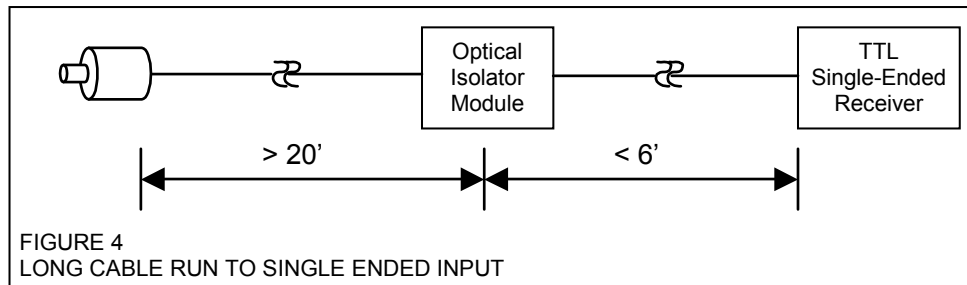 Optical
Isolator
Module
TTL
Single-Ended
Receiver
> 20’
< 6’
FIGURE 4
LONG CABLE RUN TO SINGLE ENDED INPUT